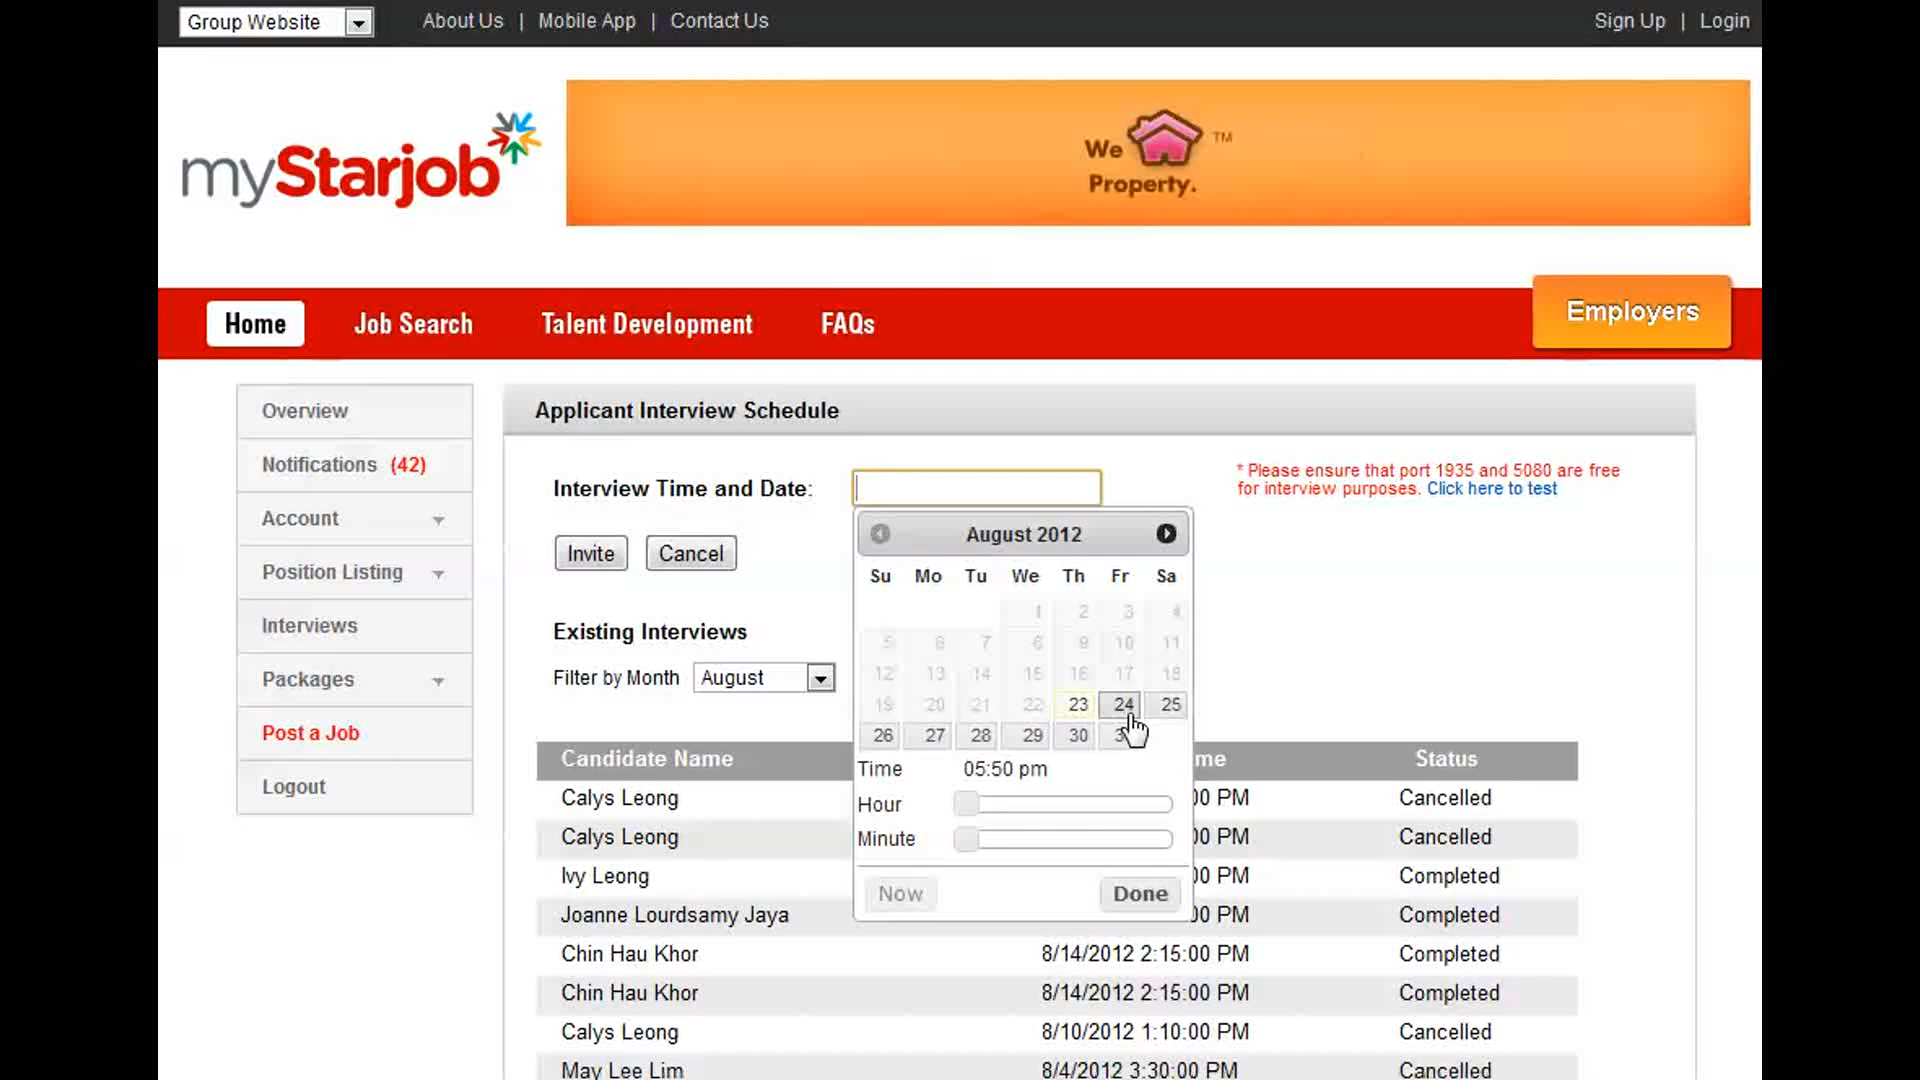 Group Website
About Us | Mobile App | Contact Us
Sign Up | Login
myStarjob
We ™
Property.
Home
Job Search
Talent Development
FAQs
Employers
Overview
Notifications (42)
Account
Position Listing
Interviews
Packages
Post a Job
Logout
Applicant Interview Schedule
Interview Time and Date:
* Please ensure that port 1935 and 5080 are free
for interview purposes. Click here to test
Invite Cancel
August 2012
Su Mo Tu We Th Fr Sa
1 2 3 4
5 6 7 8 9 10 11
12 13 14 15 16 17 18
19 20 21 22 23 24 25
26 27 28 29 30
Time 05:50 pm
Hour
Minute
Now Done
Existing Interviews
Filter by Month August
Candidate Name Status
Calys Leong 00 PM Cancelled
Calys Leong 00 PM Cancelled
Ivy Leong 00 PM Completed
Joanne Lourdsamy Jaya 00 PM Completed
Chin Hau Khor 8/14/2012 2:15:00 PM Completed
Chin Hau Khor 8/14/2012 2:15:00 PM Completed
Calys Leong 8/10/2012 1:10:00 PM Cancelled
May Lee Lim 8/4/2012 3:30:00 PM Cancelled